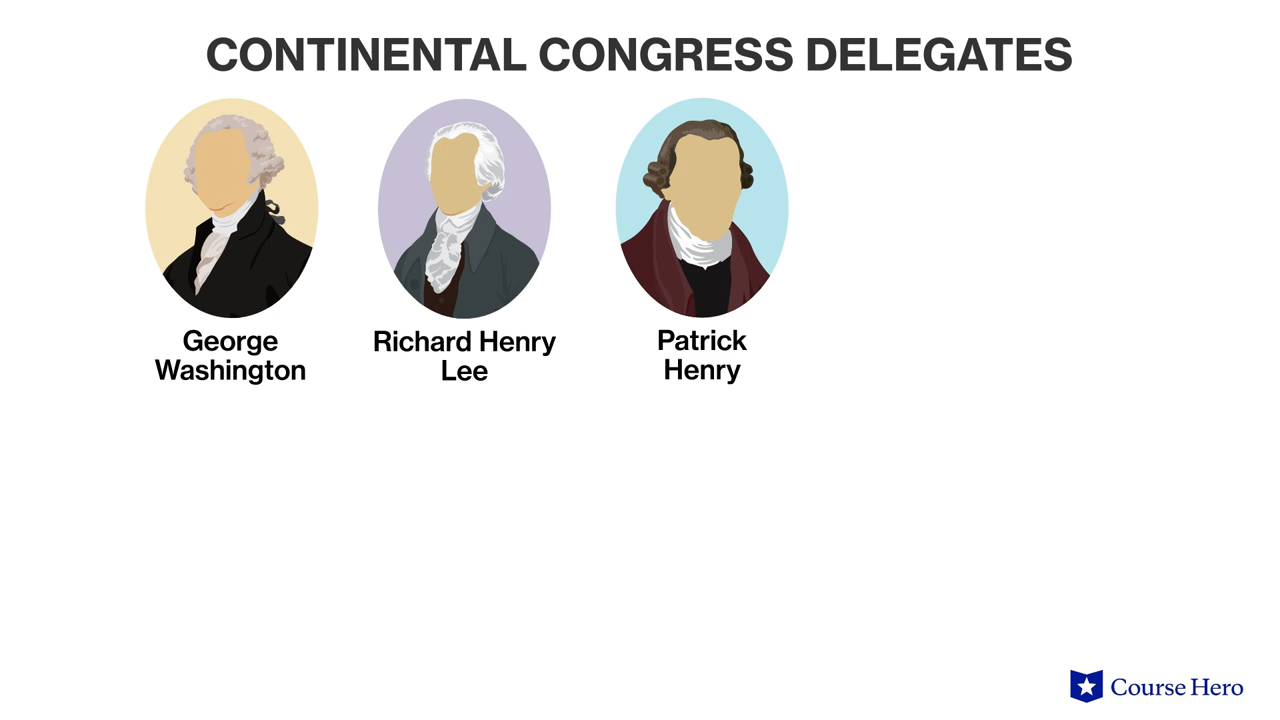 CONTINENTAL CONGRESS DELEGATES
George
Washington
Richard Henry
Lee
Patrick
Henry
Course Hero